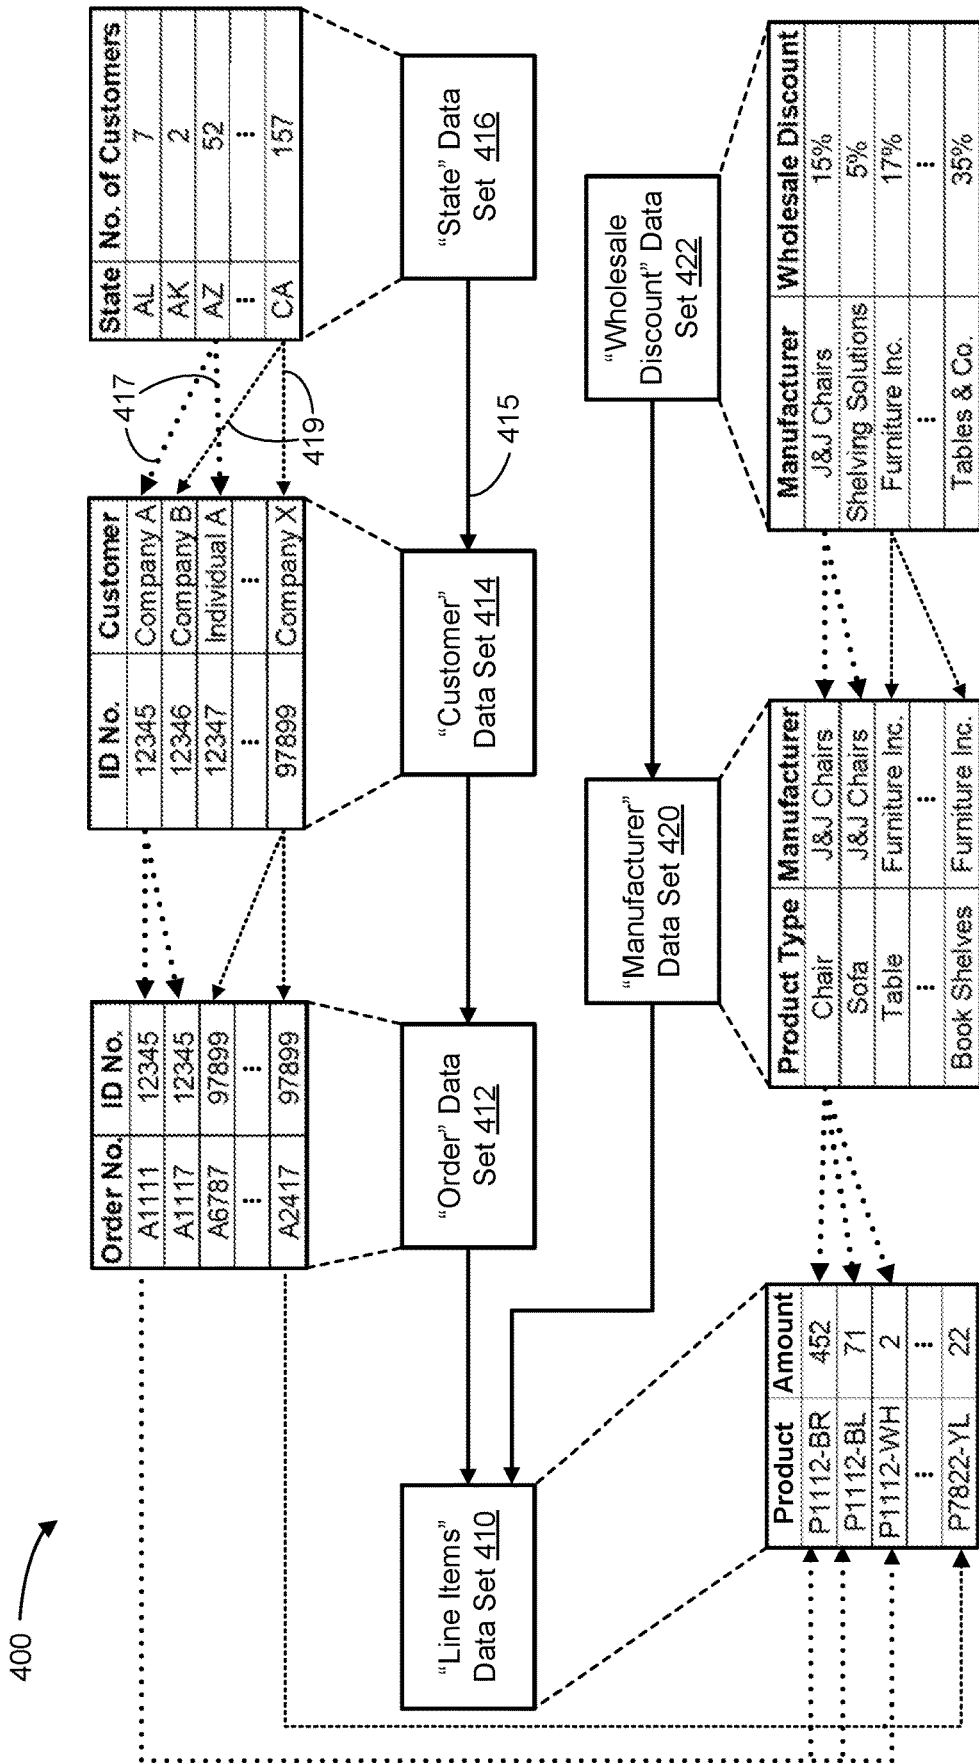 400
Order No. ID No.
A1111 12345
A1117 12345
A6787 97899
... ...
A2417 97899
ID No. Customer
12345 Company A
12346 Company B
12347 Individual A
... ...
97899 Company X
417
419
State No. of Customers
AL 7
AK 2
AZ 52
... ...
CA 157
"Line Items"
Data Set 410
"Order" Data
Set 412
"Customer"
Data Set 414
415
"State" Data
Set 416
"Manufacturer"
Data Set 420
"Wholesale
Discount" Data
Set 422
Product Amount
P1112-BR 452
P1112-BL 71
P1112-WH 2
... ...
P7822-YL 22
Product Type Manufacturer
Chair J&J Chairs
Sofa J&J Chairs
Table Furniture Inc.
... ...
Book Shelves Furniture Inc.
Manufacturer Wholesale Discount
J&J Chairs 15%
Shelving Solutions 5%
Furniture Inc. 17%
... ...
Tables & Co. 35%